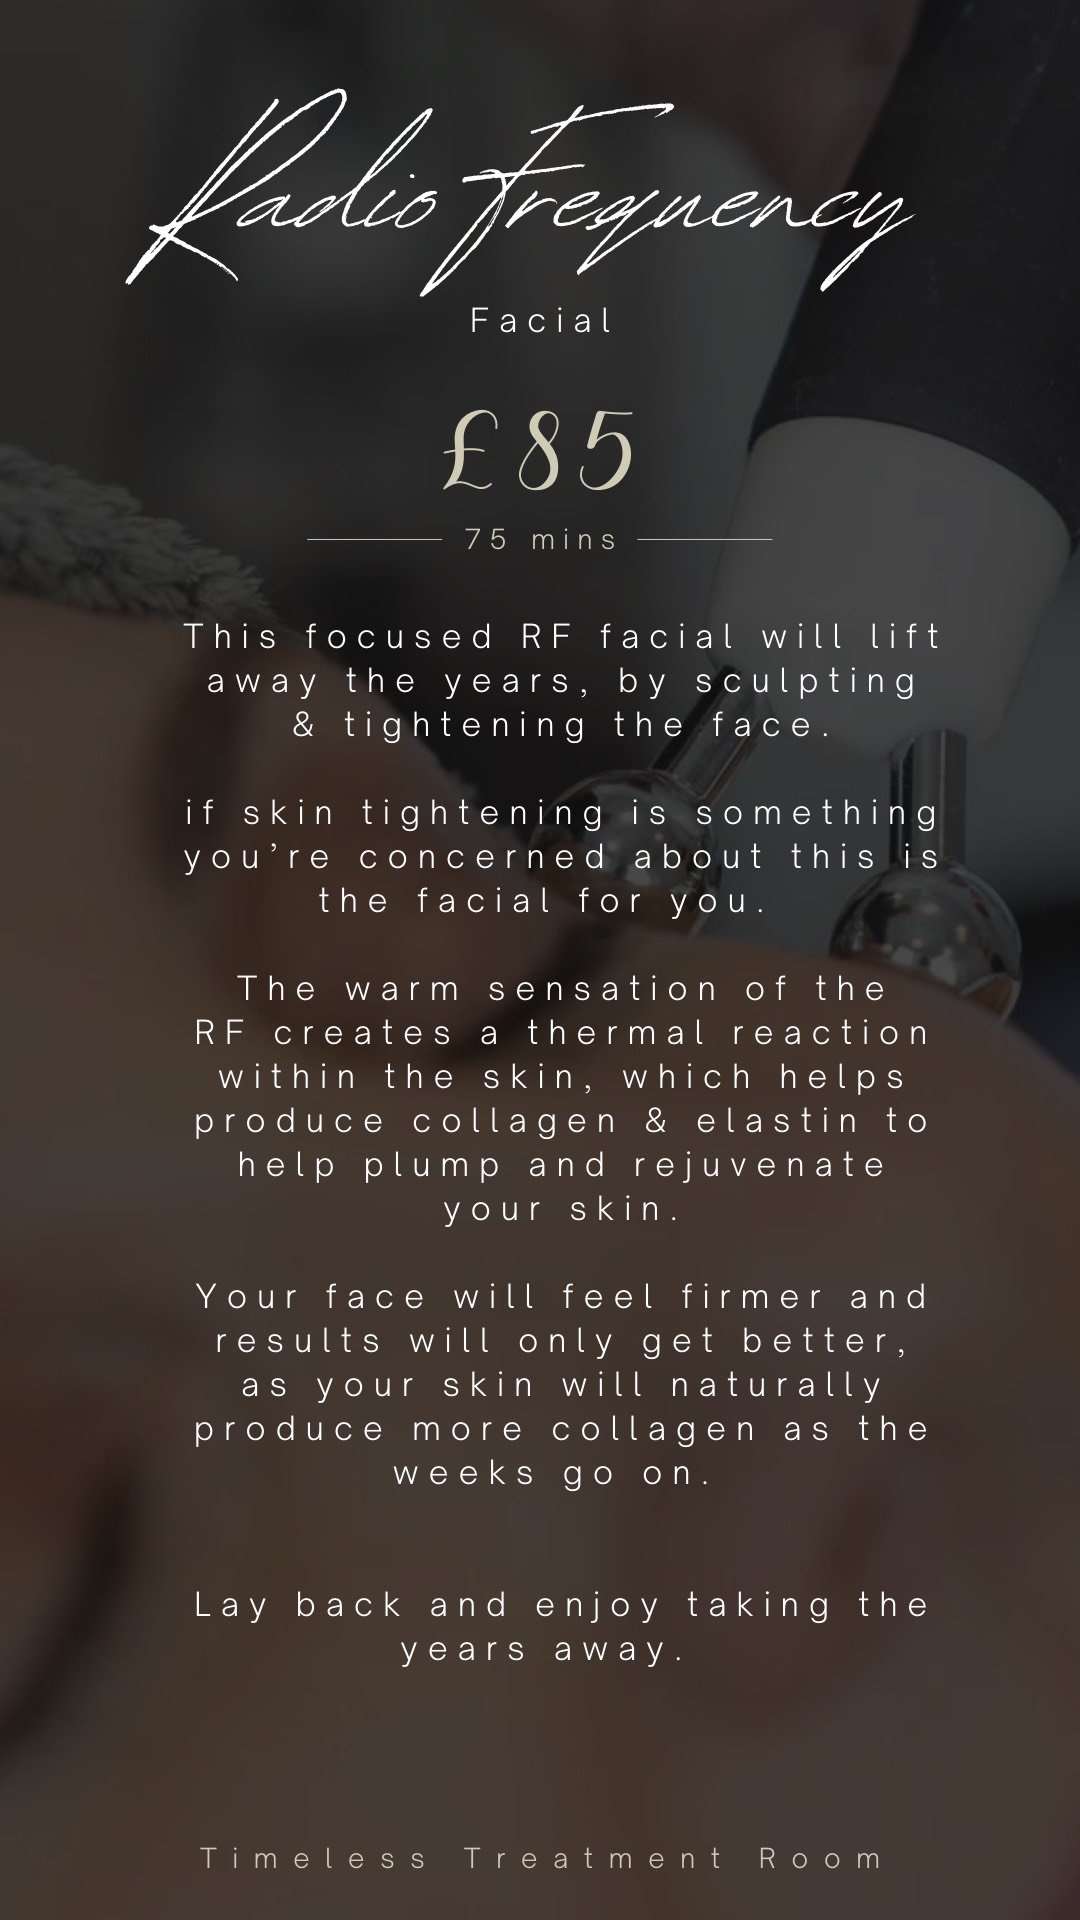 Radio Frequency
Facial
£85
75 mins
This focused RF facial will lift
away the years, by sculpting
& tightening the face.
if skin tightening is something
you're concerned about this is
the facial for you.
The warm sensation of the
RF creates a thermal reaction
within the skin, which helps
produce collagen & elastin to
help plump and rejuvenate
your skin.
Your face will feel firmer and
results will only get better,
as your skin will naturally
produce more collagen as the
weeks go on.
Lay back and enjoy taking the
years away.
Timeless Treatment Room